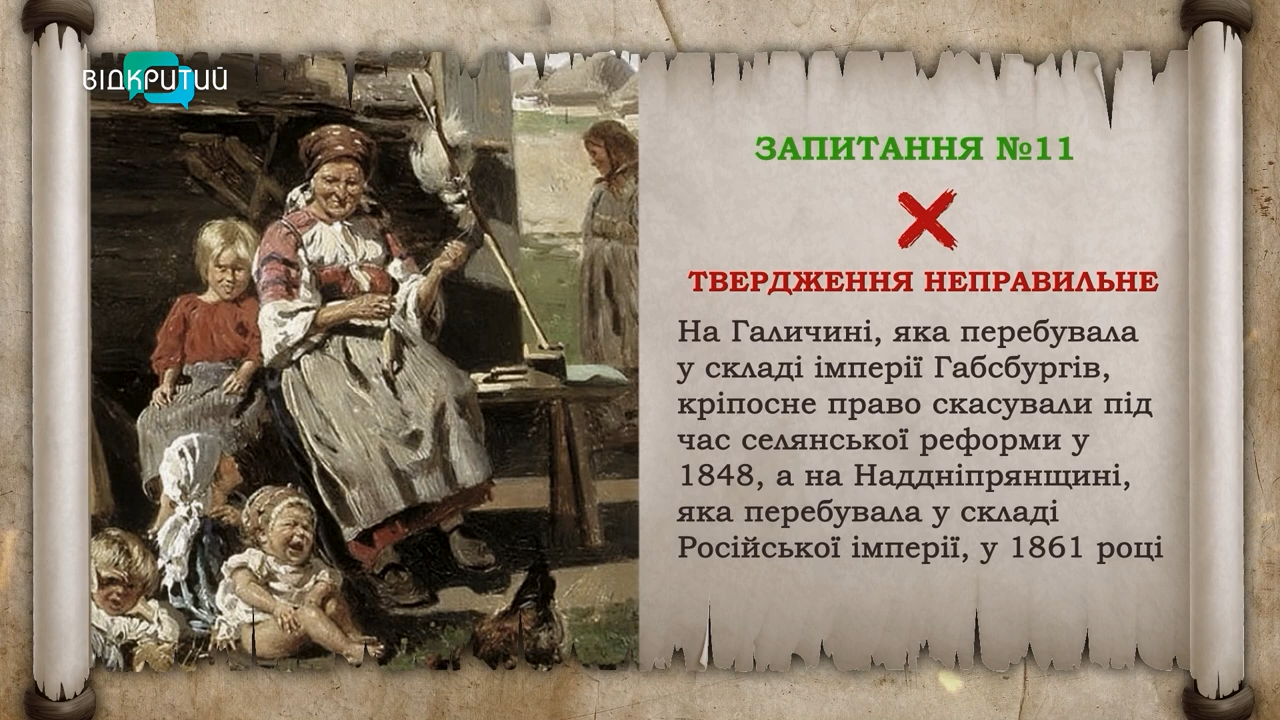 ВІДКРИТИЙ
ЗАПИТАННЯ №11
ТВЕРДЖЕННЯ НЕПРАВИЛЬНЕ
На Галичині, яка перебувала
у складі імперії Габсбургів,
кріпосне право скасували під
час селянської реформи у
1848, а на Наддніпрянщині,
яка перебувала у складі
Російської імперії, у 1861 році